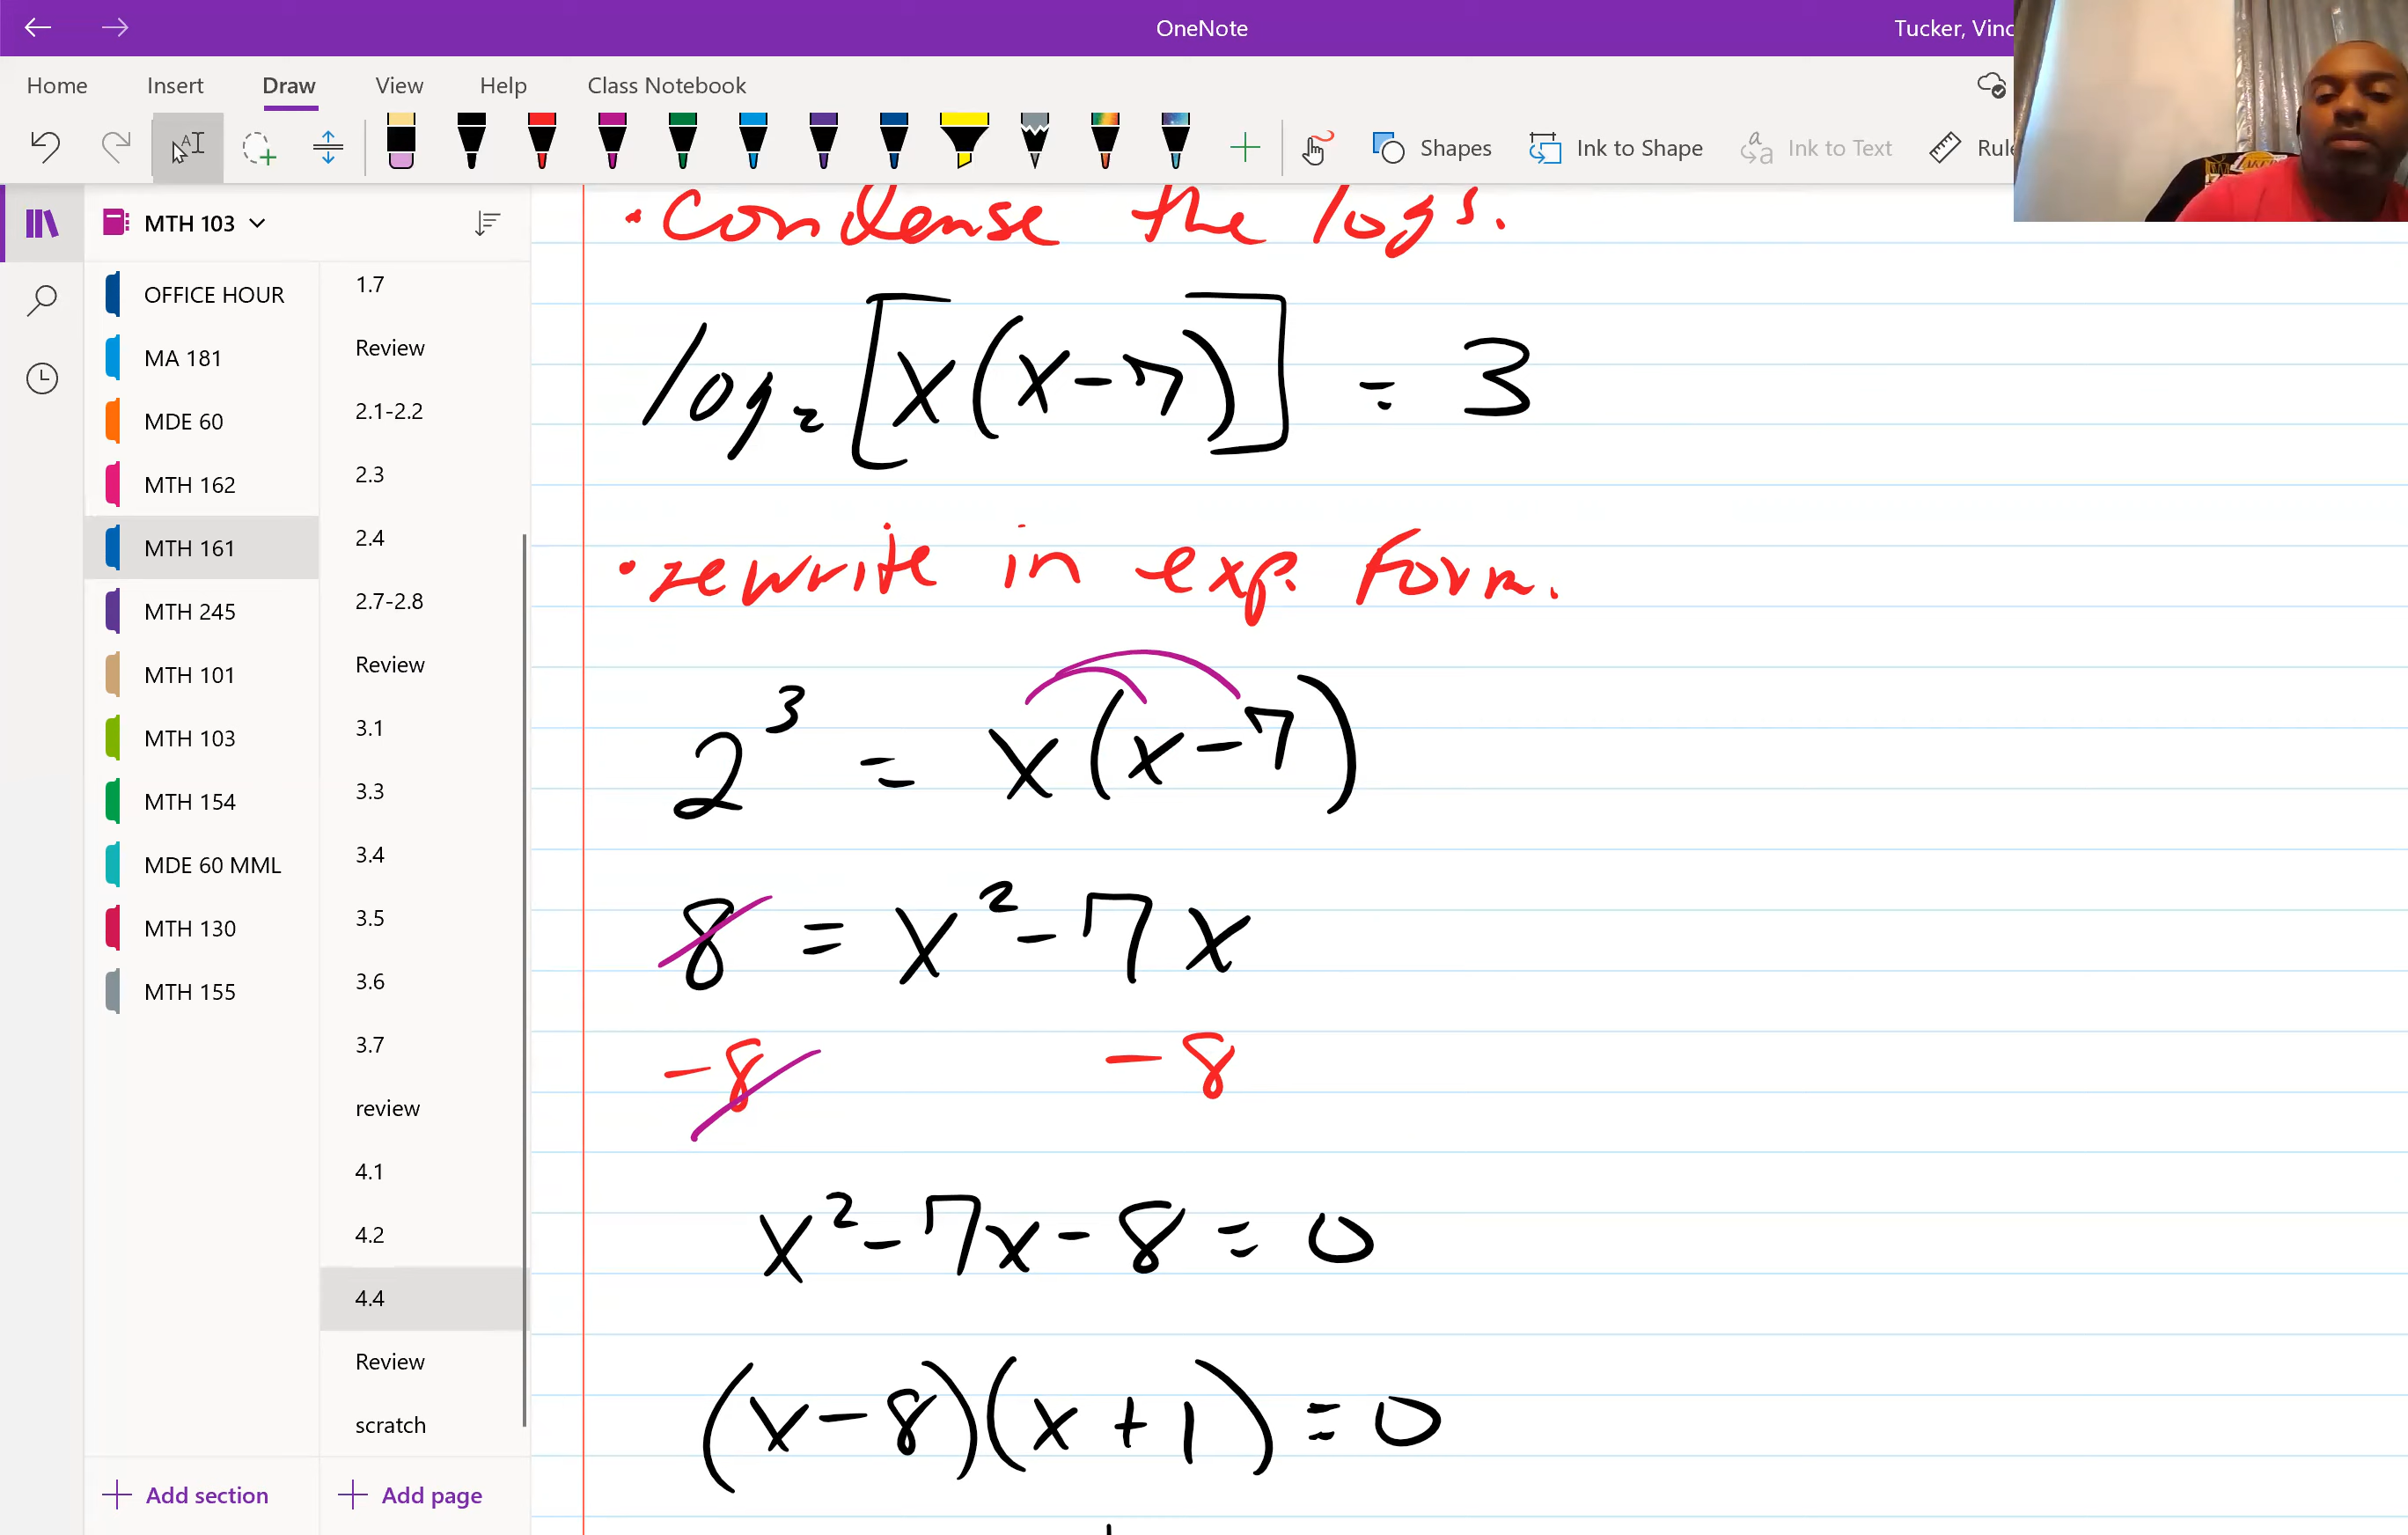 OneNote
Tucker, Vinc
Home Insert Draw View Help Class Notebook
Shapes Ink to Shape Ink to Text Rule
MTH 103
OFFICE HOUR
MA 181
MDE 60
MTH 162
MTH 161
MTH 245
MTH 101
MTH 103
MTH 154
MDE 60 MML
MTH 130
MTH 155
Add section
1.7
Review
2.1-2.2
2.3
2.4
2.7-2.8
Review
3.1
3.3
3.4
3.5
3.6
3.7
review
4.1
4.2
4.4
Review
scratch
Add page
• Condense the logs.
log₂ [x(x-7)] = 3
• rewrite in exp. form.
2³ = x(x-7)
8 = x² - 7x
-8 -8
x² - 7x - 8 = 0
(x-8)(x+1) = 0